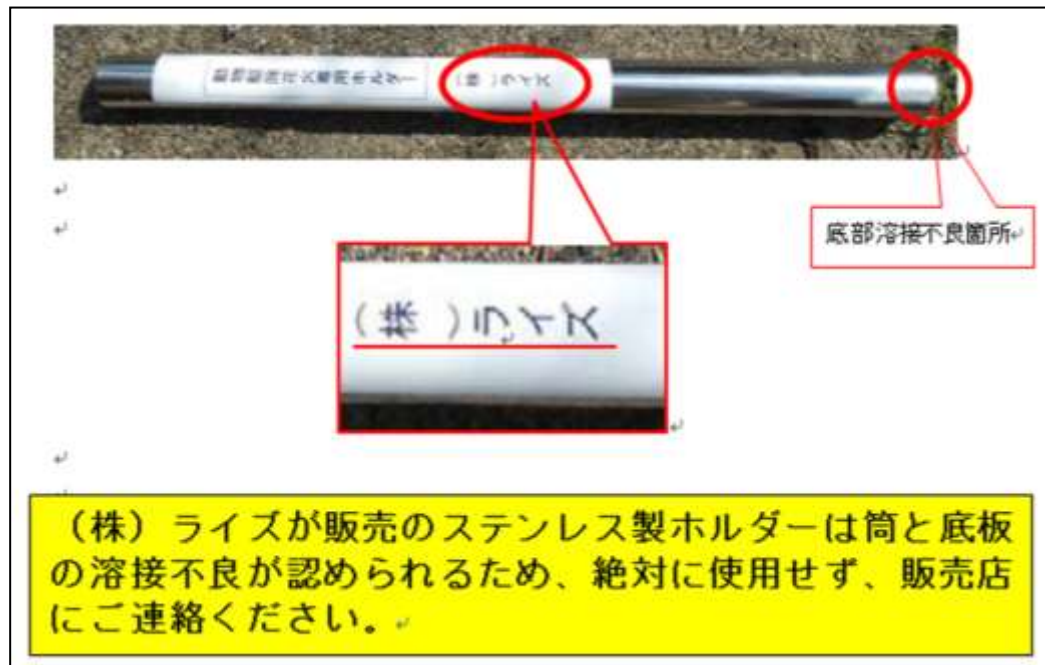 (株)ライズ
底部溶接不良箇所
(株)ライズ
(株)ライズが販売のステンレス製ホルダーは筒と底板
の溶接不良が認められるため、絶対に使用せず、販売店
にご連絡ください。